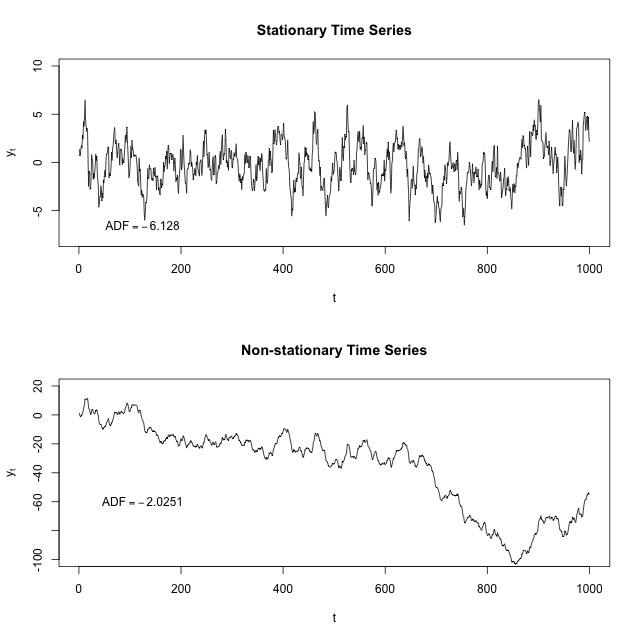 Stationary Time Series
10
5
0
-5
yt
ADF = −6.128
0 200 400 600 800 1000
t
Non-stationary Time Series
20
0
-20
-40
-60
-100
yt
ADF = −2.0251
0 200 400 600 800 1000
t